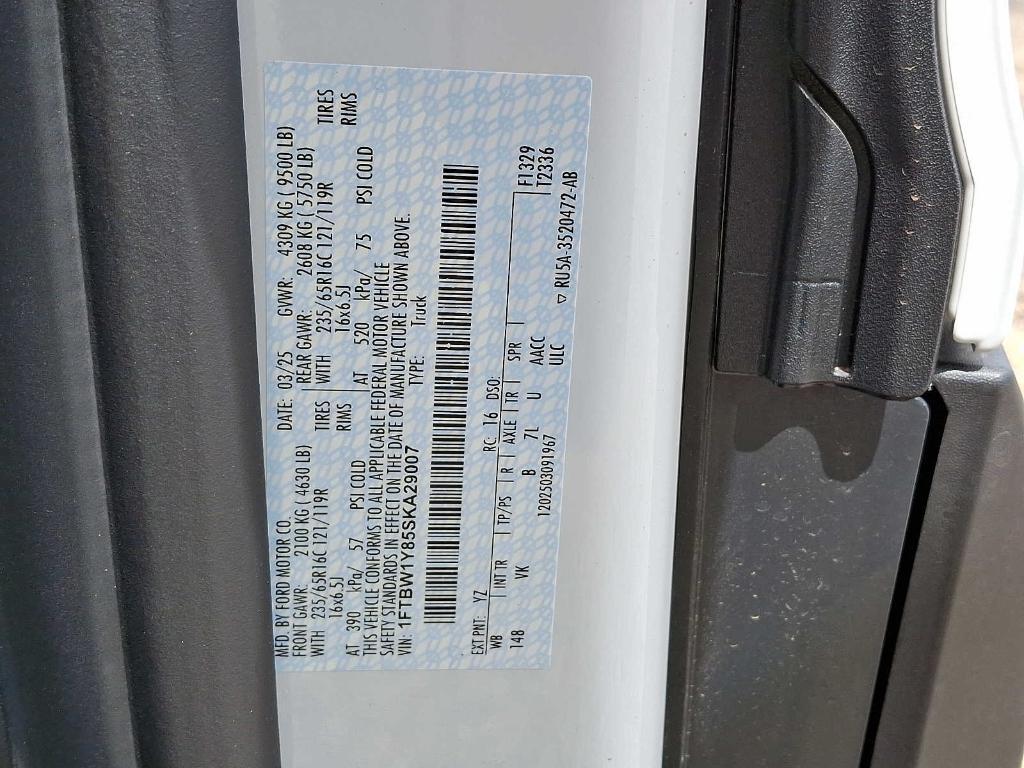 MFD. BY FORD MOTOR CO. DATE: 03/25 GVWR: 4309 KG ( 9500 LB)
FRONT GAWR: 2100 KG ( 4630 LB) REAR GAWR: 2608 KG ( 5750 LB)
WITH 235/65R16C 121/119R TIRES WITH 235/65R16C 121/119R TIRES
16x6.5J RIMS 16x6.5J RIMS
AT 390 kPa/ 57 PSI COLD AT 520 kPa/ 75 PSI COLD
THIS VEHICLE CONFORMS TO ALL APPLICABLE FEDERAL MOTOR VEHICLE
SAFETY STANDARDS IN EFFECT ON THE DATE OF MANUFACTURE SHOWN ABOVE.
VIN: 1FTBW1Y85SKA29007 TYPE: Truck
EXT PNT: YZ RC: 16 DSO:
WB INT TR TP/PS R AXLE TR SPR F1329
148 VK B 7L U AACC T2336
ULC
1202503091967 ▽ RU5A-3520472-AB